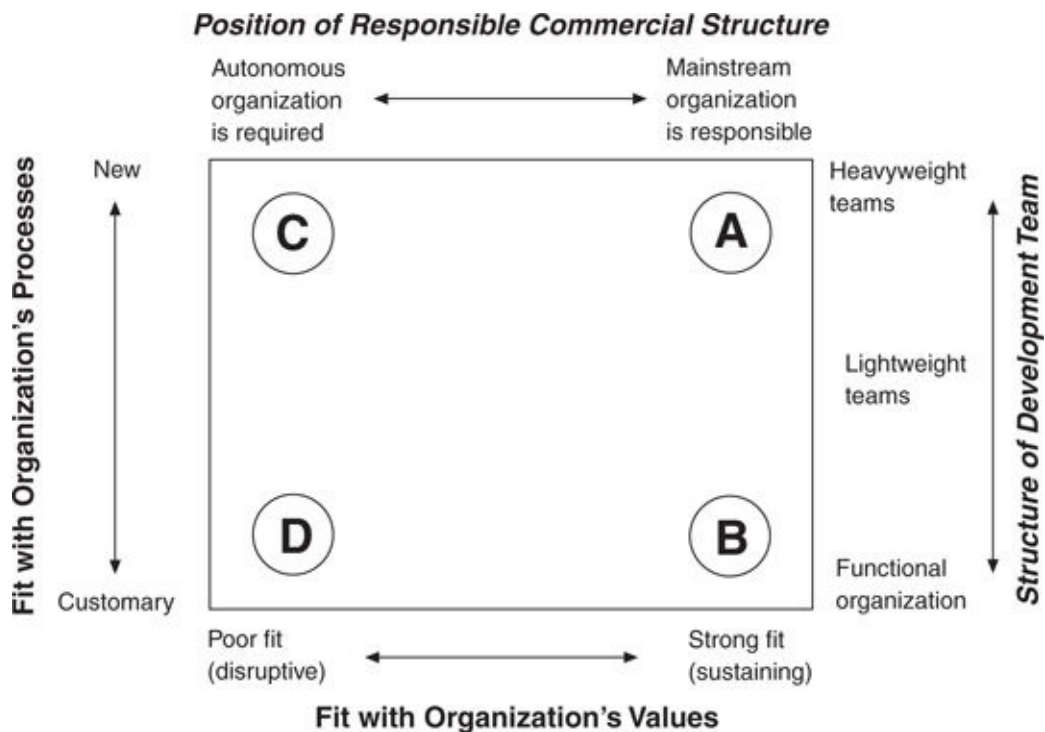 Position of Responsible Commercial Structure
Autonomous
organization
is required
Mainstream
organization
is responsible
Fit with Organization's Processes
New
Customary
C
A
D
B
Heavyweight
teams
Lightweight
teams
Functional
organization
Structure of Development Team
Poor fit
(disruptive)
Strong fit
(sustaining)
Fit with Organization's Values